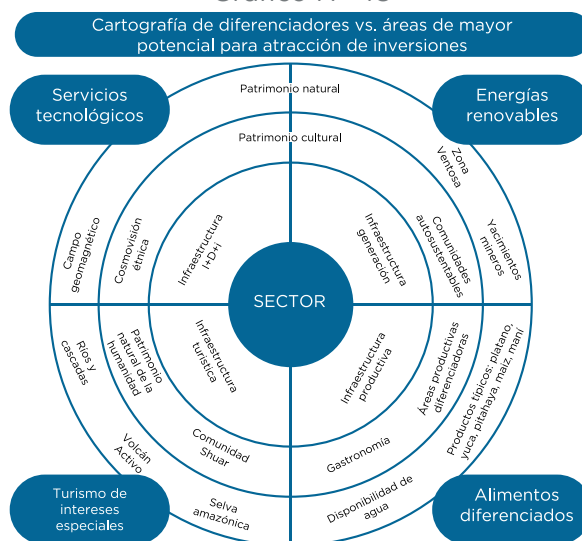 Cartografía de diferenciadores vs. áreas de mayor
potencial para atracción de inversiones
Servicios
tecnológicos
Energías
renovables
Patrimonio natural
Patrimonio cultural
Campo
geomagnético
Cosmovisión
étnica
Infraestructura
I+D+i
Infraestructura
generación
Comunidades
autosustentables
Zona
Ventosa
Yacimientos
mineros
SECTOR
Ríos y
cascadas
Patrimonio
natural de la
humanidad
Infraestructura
turistica
Infraestructura
productiva
Áreas productivas
diferenciadoras
Productos típicos: platano,
yuca, pitahaya, maíz, maní
Volcán
Activo
Comunidad
Shuar
Selva
amazónica
Gastronomía
Disponibilidad de
agua
Turismo de
intereses
especiales
Alimentos
diferenciados